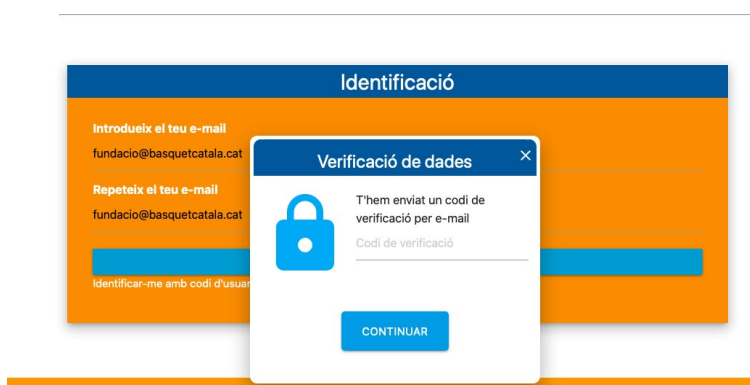 Identificació
Introdueix el teu e-mail
fundacio@basquetcatala.cat
Repeteix el teu e-mail
fundacio@basquetcatala.cat
Identificar-me amb codi
Verificació de dades
T'hem enviat un codi de
verificació per e-mail
Codi de verificació
CONTINUAR